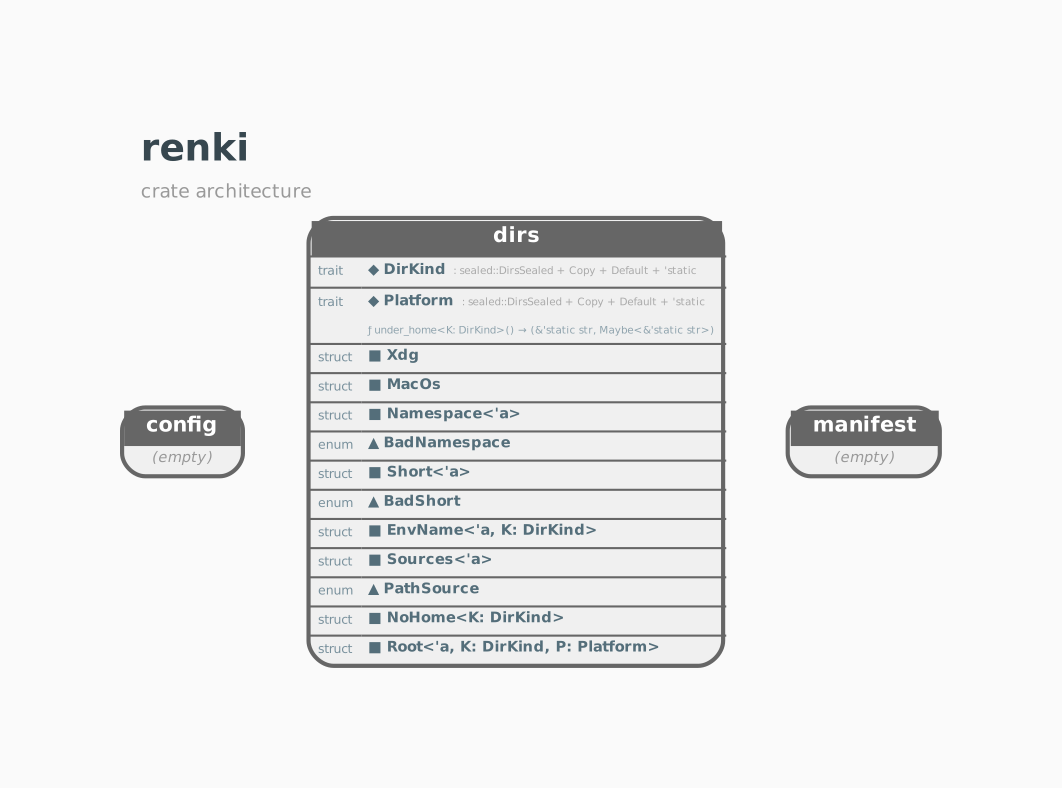 renki
crate architecture
dirs
trait ◆ DirKind : sealed::DirsSealed + Copy + Default + 'static
trait ◆ Platform : sealed::DirsSealed + Copy + Default + 'static
ƒ under_home<K: DirKind>() → (&'static str, Maybe<&'static str>)
struct ■ Xdg
struct ■ MacOs
struct ■ Namespace<'a>
enum ▲ BadNamespace
struct ■ Short<'a>
enum ▲ BadShort
struct ■ EnvName<'a, K: DirKind>
struct ■ Sources<'a>
enum ▲ PathSource
struct ■ NoHome<K: DirKind>
struct ■ Root<'a, K: DirKind, P: Platform>
config
(empty)
manifest
(empty)